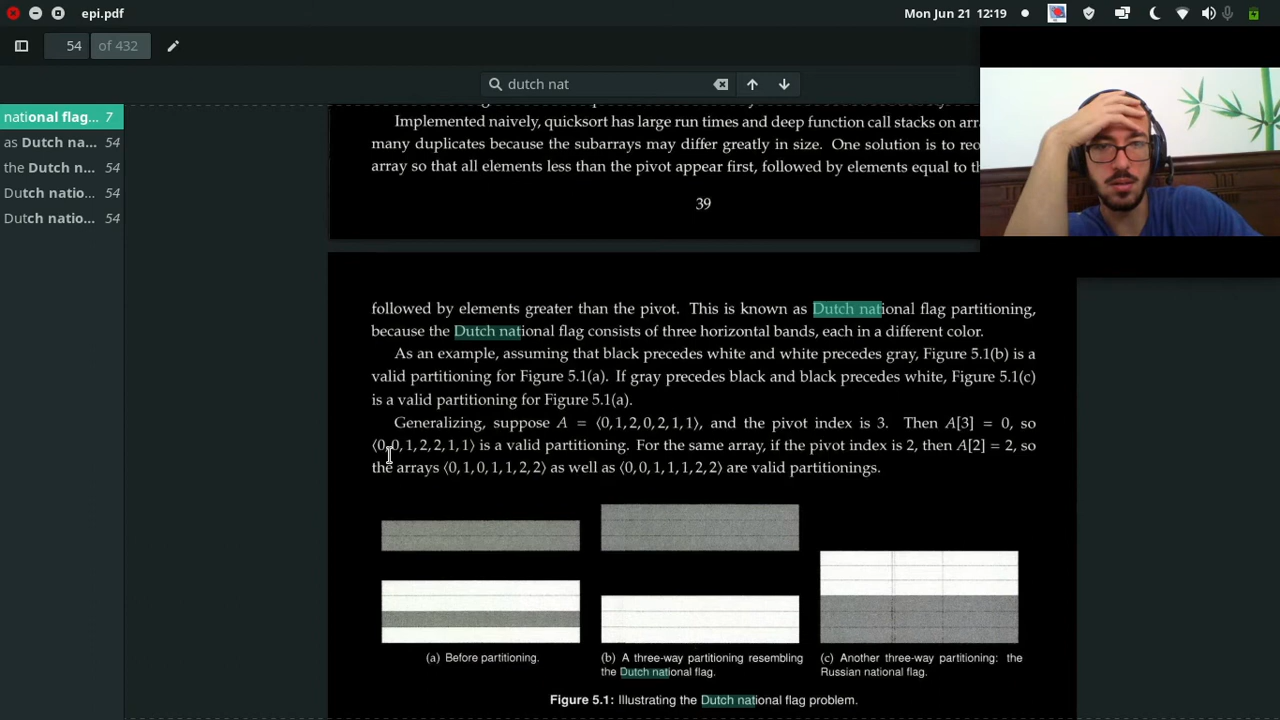 epi.pdf
Mon Jun 21 12:19
54 of 432
dutch nat
national flag... 7
as Dutch na... 54
the Dutch n... 54
Dutch natio... 54
Dutch natio... 54
Implemented naively, quicksort has large run times and deep function call stacks on arr
many duplicates because the subarrays may differ greatly in size. One solution is to reo
array so that all elements less than the pivot appear first, followed by elements equal to th
39
followed by elements greater than the pivot. This is known as Dutch national flag partitioning,
because the Dutch national flag consists of three horizontal bands, each in a different color.
As an example, assuming that black precedes white and white precedes gray, Figure 5.1(b) is a
valid partitioning for Figure 5.1(a). If gray precedes black and black precedes white, Figure 5.1(c)
is a valid partitioning for Figure 5.1(a).
Generalizing, suppose A = ⟨0, 1, 2, 0, 2, 1, 1⟩, and the pivot index is 3. Then A[3] = 0, so
⟨0, 0, 1, 2, 2, 1, 1⟩ is a valid partitioning. For the same array, if the pivot index is 2, then A[2] = 2, so
the arrays ⟨0, 1, 0, 1, 1, 2, 2⟩ as well as ⟨0, 0, 1, 1, 1, 2, 2⟩ are valid partitionings.
(a) Before partitioning.
(b) A three-way partitioning resembling
the Dutch national flag.
(c) Another three-way partitioning: the
Russian national flag.
Figure 5.1: Illustrating the Dutch national flag problem.